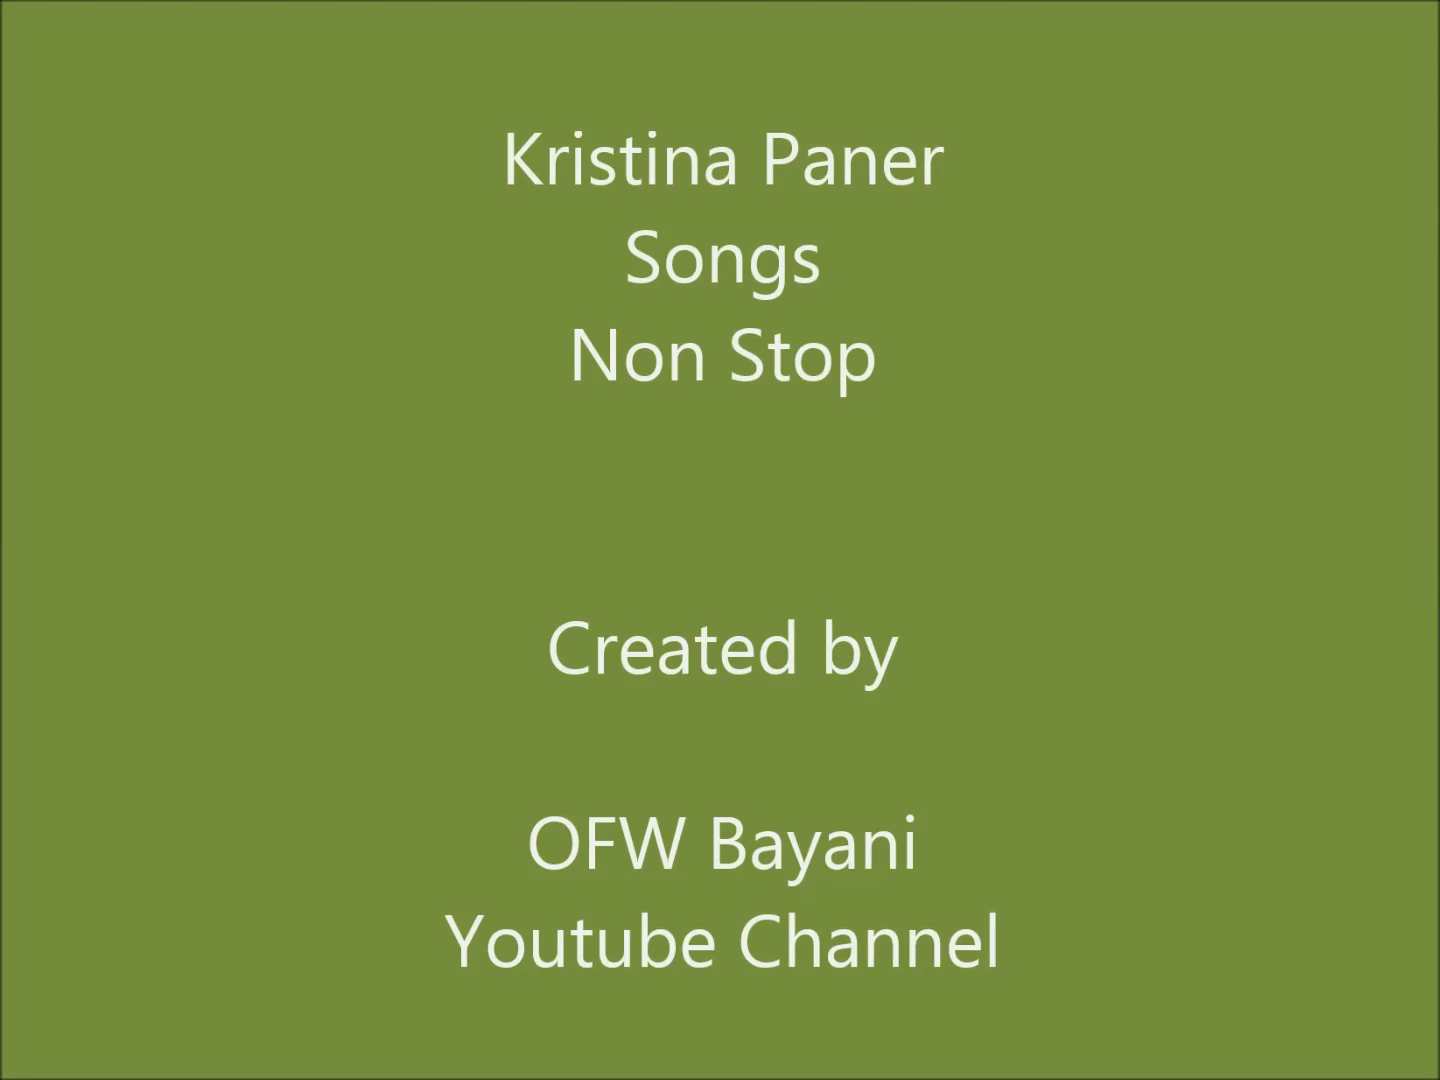 Kristina Paner
Songs
Non Stop
Created by
OFW Bayani
Youtube Channel